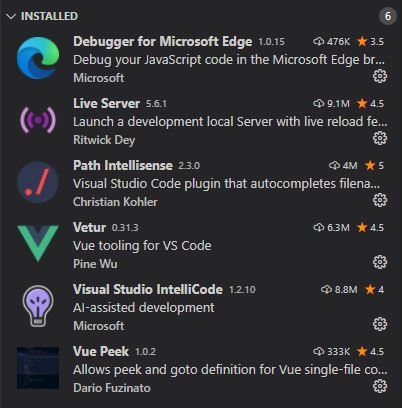 INSTALLED 6
Debugger for Microsoft Edge 1.0.15 476K 3.5
Debug your JavaScript code in the Microsoft Edge br...
Microsoft
Live Server 5.6.1 9.1M 4.5
Launch a development local Server with live reload fe...
Ritwick Dey
Path Intellisense 2.3.0 4M 5
Visual Studio Code plugin that autocompletes filena...
Christian Kohler
Vetur 0.31.3 6.3M 4.5
Vue tooling for VS Code
Pine Wu
Visual Studio IntelliCode 1.2.10 8.8M 4
AI-assisted development
Microsoft
Vue Peek 1.0.2 333K 4.5
Allows peek and goto definition for Vue single-file co...
Dario Fuzinato